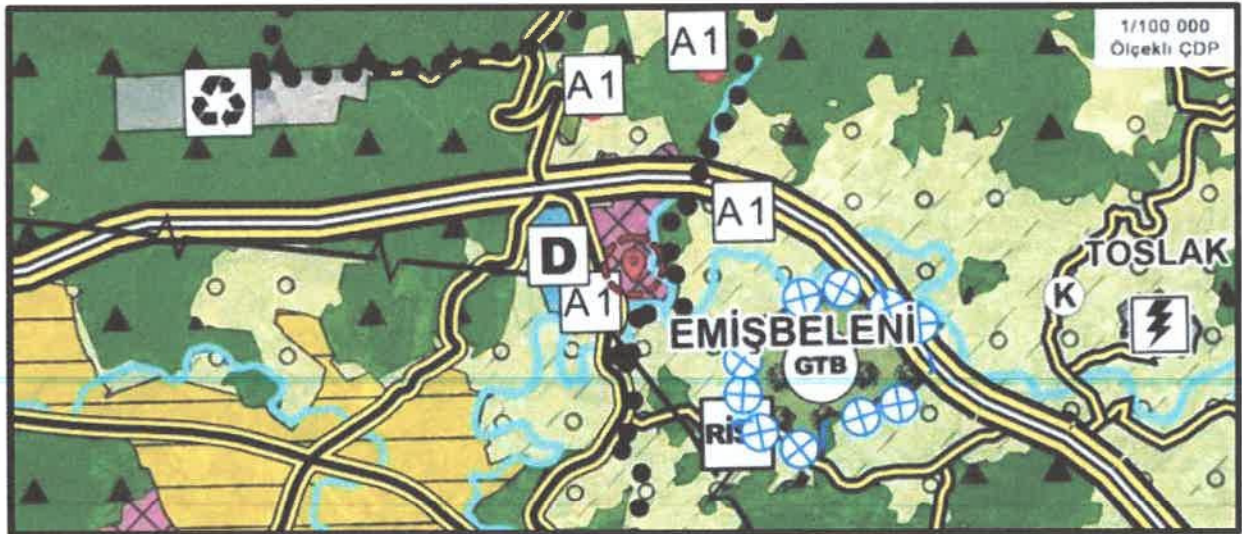 1/100 000
Ölçekli ÇDP
A1
A1
A1
D
A1
TOSLAK
K
EMİŞBELENİ
GTB
RİS